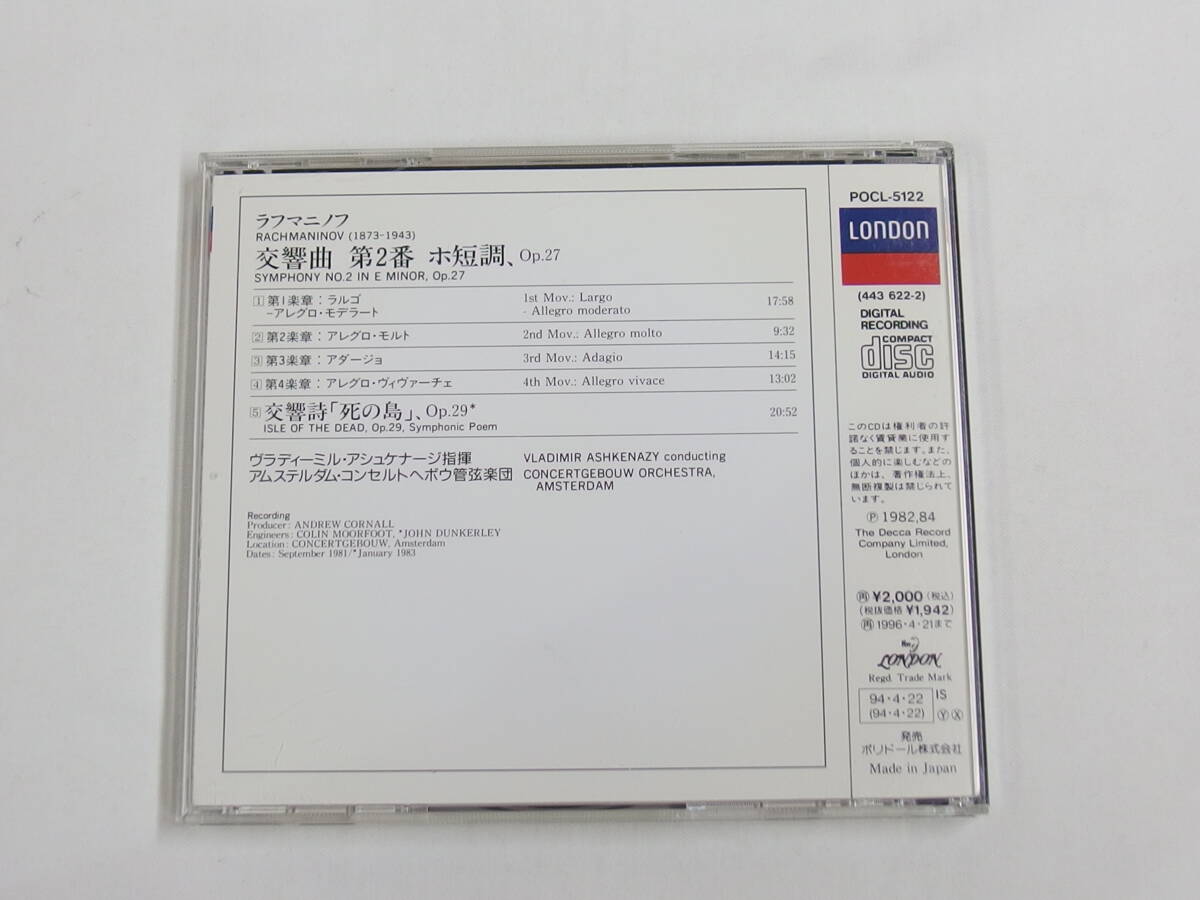 ラフマニノフ
RACHMANINOV (1873-1943)
交響曲 第2番 ホ短調、Op.27
SYMPHONY NO.2 IN E MINOR, Op.27
1 第1楽章：ラルゴ 1st Mov.: Largo 17:58
-アレグロ・モデラート - Allegro moderato
2 第2楽章：アレグロ・モルト 2nd Mov.: Allegro molto 9:32
3 第3楽章：アダージョ 3rd Mov.: Adagio 14:15
4 第4楽章：アレグロ・ヴィヴァーチェ 4th Mov.: Allegro vivace 13:02
5 交響詩「死の島」、Op.29* 20:52
ISLE OF THE DEAD, Op.29, Symphonic Poem
ヴラディーミル・アシュケナージ指揮 VLADIMIR ASHKENAZY conducting
アムステルダム・コンセルトヘボウ管弦楽団 CONCERTGEBOUW ORCHESTRA,
AMSTERDAM
Recording
Producer: ANDREW CORNALL
Engineers: COLIN MOORFOOT, *JOHN DUNKERLEY
Location: CONCERTGEBOUW, Amsterdam
Dates: September 1981/*January 1983
POCL-5122
LONDON
(443 622-2)
DIGITAL
RECORDING
COMPACT
disc
DIGITAL AUDIO
このCDは権利者の許
諾なく賃貸業に使用す
ることを禁じます。また、
個人的に楽しむなどの
ほかは、著作権法上、
無断複製は禁じられて
います。
Ⓟ 1982,84
The Decca Record
Company Limited,
London
再 ¥2,000 (税込)
(税抜価格 ¥1,942)
再 1996・4・21まで
LONDON
Regd. Trade Mark
94・4・22 IS
(94・4・22) Ⓨ Ⓧ
発売
ポリドール株式会社
Made in Japan